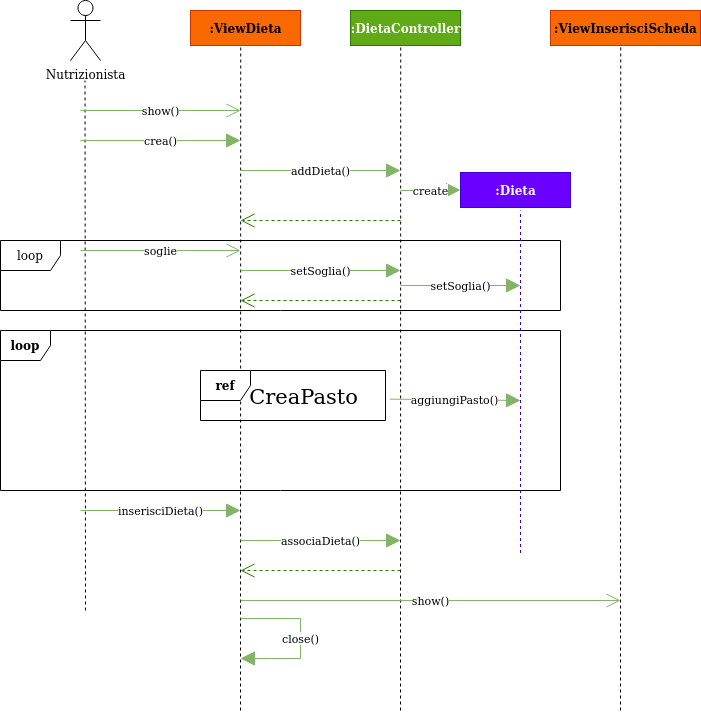 :ViewDieta
:DietaController
:ViewInserisciScheda
Nutrizionista
show()
crea()
addDieta()
create
:Dieta
loop
soglie
setSoglia()
setSoglia()
loop
ref
CreaPasto
aggiungiPasto()
inserisciDieta()
associaDieta()
show()
close()